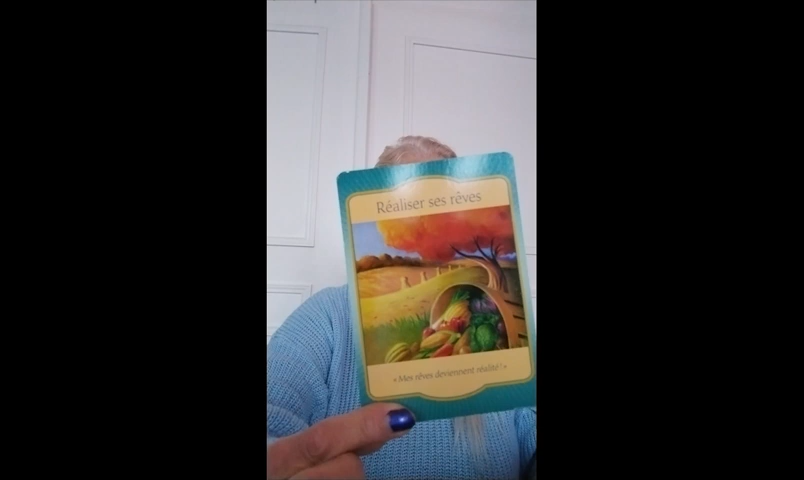 Réaliser ses rêves
« Mes rêves deviennent réalité ! »